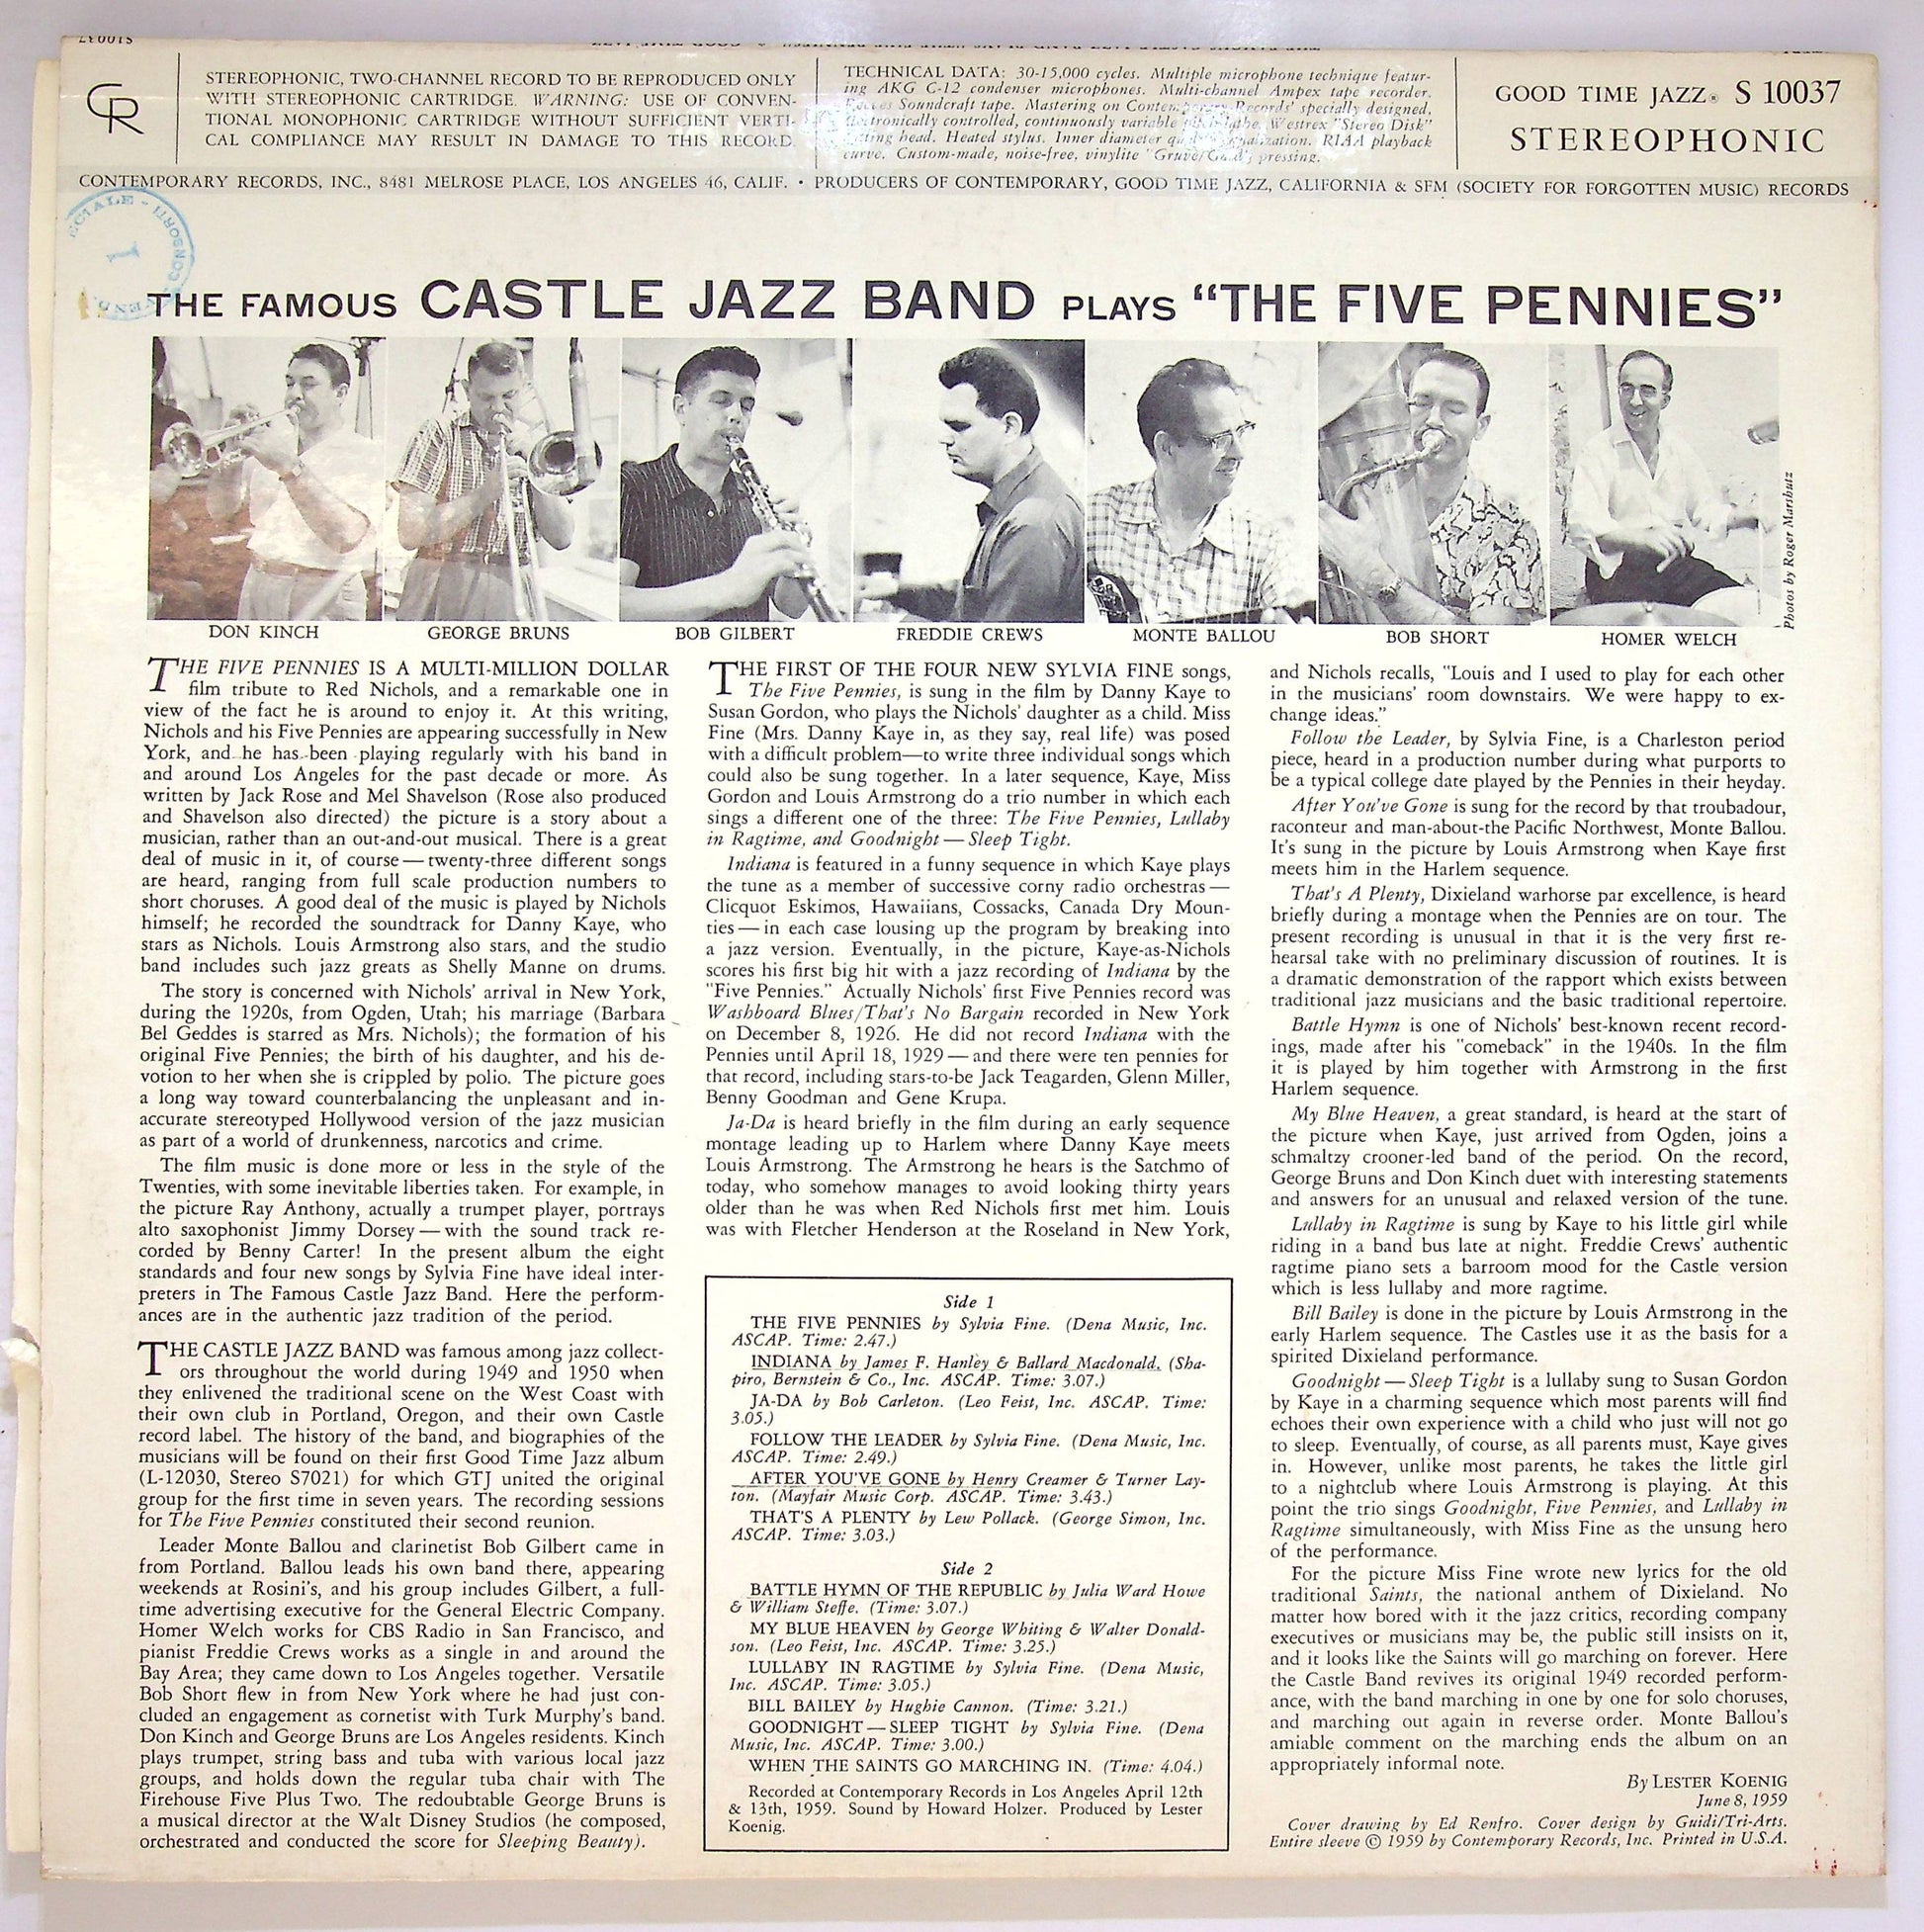 S10037
CR
STEREOPHONIC, TWO-CHANNEL RECORD TO BE REPRODUCED ONLY
WITH STEREOPHONIC CARTRIDGE. WARNING: USE OF CONVEN-
TIONAL MONOPHONIC CARTRIDGE WITHOUT SUFFICIENT VERTI-
CAL COMPLIANCE MAY RESULT IN DAMAGE TO THIS RECORD.
TECHNICAL DATA: 30-15,000 cycles. Multiple microphone technique featur-
ing AKG C-12 condenser microphones. Multi-channel Ampex tape recorder.
Soundcraft tape. Mastering on Contemporary Records' specially designed,
electronically controlled, continuously variable pitch lathe. Westrex "Stereo Disk"
cutting head. Heated stylus. Inner diameter equalization. RIAA playback
curve. Custom-made, noise-free, vinylite "Gruve/Gard" pressing.
GOOD TIME JAZZ® S 10037
STEREOPHONIC
CONTEMPORARY RECORDS, INC., 8481 MELROSE PLACE, LOS ANGELES 46, CALIF. • PRODUCERS OF CONTEMPORARY, GOOD TIME JAZZ, CALIFORNIA & SFM (SOCIETY FOR FORGOTTEN MUSIC) RECORDS
1
THE FAMOUS CASTLE JAZZ BAND PLAYS "THE FIVE PENNIES"
Photos by Roger Marshutz
DON KINCH
GEORGE BRUNS
BOB GILBERT
FREDDIE CREWS
MONTE BALLOU
BOB SHORT
HOMER WELCH
THE FIVE PENNIES IS A MULTI-MILLION DOLLAR
film tribute to Red Nichols, and a remarkable one in
view of the fact he is around to enjoy it. At this writing,
Nichols and his Five Pennies are appearing successfully in New
York, and he has been playing regularly with his band in
and around Los Angeles for the past decade or more. As
written by Jack Rose and Mel Shavelson (Rose also produced
and Shavelson also directed) the picture is a story about a
musician, rather than an out-and-out musical. There is a great
deal of music in it, of course — twenty-three different songs
are heard, ranging from full scale production numbers to
short choruses. A good deal of the music is played by Nichols
himself; he recorded the soundtrack for Danny Kaye, who
stars as Nichols. Louis Armstrong also stars, and the studio
band includes such jazz greats as Shelly Manne on drums.
The story is concerned with Nichols' arrival in New York,
during the 1920s, from Ogden, Utah; his marriage (Barbara
Bel Geddes is starred as Mrs. Nichols); the formation of his
original Five Pennies; the birth of his daughter, and his de-
votion to her when she is crippled by polio. The picture goes
a long way toward counterbalancing the unpleasant and in-
accurate stereotyped Hollywood version of the jazz musician
as part of a world of drunkenness, narcotics and crime.
The film music is done more or less in the style of the
Twenties, with some inevitable liberties taken. For example, in
the picture Ray Anthony, actually a trumpet player, portrays
alto saxophonist Jimmy Dorsey — with the sound track re-
corded by Benny Carter! In the present album the eight
standards and four new songs by Sylvia Fine have ideal inter-
preters in The Famous Castle Jazz Band. Here the perform-
ances are in the authentic jazz tradition of the period.
THE CASTLE JAZZ BAND was famous among jazz collect-
ors throughout the world during 1949 and 1950 when
they enlivened the traditional scene on the West Coast with
their own club in Portland, Oregon, and their own Castle
record label. The history of the band, and biographies of the
musicians will be found on their first Good Time Jazz album
(L-12030, Stereo S7021) for which GTJ united the original
group for the first time in seven years. The recording sessions
for The Five Pennies constituted their second reunion.
Leader Monte Ballou and clarinetist Bob Gilbert came in
from Portland. Ballou leads his own band there, appearing
weekends at Rosini's, and his group includes Gilbert, a full-
time advertising executive for the General Electric Company.
Homer Welch works for CBS Radio in San Francisco, and
pianist Freddie Crews works as a single in and around the
Bay Area; they came down to Los Angeles together. Versatile
Bob Short flew in from New York where he had just con-
cluded an engagement as cornetist with Turk Murphy's band.
Don Kinch and George Bruns are Los Angeles residents. Kinch
plays trumpet, string bass and tuba with various local jazz
groups, and holds down the regular tuba chair with The
Firehouse Five Plus Two. The redoubtable George Bruns is
a musical director at the Walt Disney Studios (he composed,
orchestrated and conducted the score for Sleeping Beauty).
THE FIRST OF THE FOUR NEW SYLVIA FINE songs,
The Five Pennies, is sung in the film by Danny Kaye to
Susan Gordon, who plays the Nichols' daughter as a child. Miss
Fine (Mrs. Danny Kaye in, as they say, real life) was posed
with a difficult problem—to write three individual songs which
could also be sung together. In a later sequence, Kaye, Miss
Gordon and Louis Armstrong do a trio number in which each
sings a different one of the three: The Five Pennies, Lullaby
in Ragtime, and Goodnight — Sleep Tight.
Indiana is featured in a funny sequence in which Kaye plays
the tune as a member of successive corny radio orchestras —
Clicquot Eskimos, Hawaiians, Cossacks, Canada Dry Moun-
ties — in each case lousing up the program by breaking into
a jazz version. Eventually, in the picture, Kaye-as-Nichols
scores his first big hit with a jazz recording of Indiana by the
"Five Pennies." Actually Nichols' first Five Pennies record was
Washboard Blues/That's No Bargain recorded in New York
on December 8, 1926. He did not record Indiana with the
Pennies until April 18, 1929 — and there were ten pennies for
that record, including stars-to-be Jack Teagarden, Glenn Miller,
Benny Goodman and Gene Krupa.
Ja-Da is heard briefly in the film during an early sequence
montage leading up to Harlem where Danny Kaye meets
Louis Armstrong. The Armstrong he hears is the Satchmo of
today, who somehow manages to avoid looking thirty years
older than he was when Red Nichols first met him. Louis
was with Fletcher Henderson at the Roseland in New York,
Side 1
THE FIVE PENNIES by Sylvia Fine. (Dena Music, Inc.
ASCAP. Time: 2.47.)
INDIANA by James F. Hanley & Ballard Macdonald. (Sha-
piro, Bernstein & Co., Inc. ASCAP. Time: 3.07.)
JA-DA by Bob Carleton. (Leo Feist, Inc. ASCAP. Time:
3.05.)
FOLLOW THE LEADER by Sylvia Fine. (Dena Music, Inc.
ASCAP. Time: 2.49.)
AFTER YOU'VE GONE by Henry Creamer & Turner Lay-
ton. (Mayfair Music Corp. ASCAP. Time: 3.43.)
THAT'S A PLENTY by Lew Pollack. (George Simon, Inc.
ASCAP. Time: 3.03.)
Side 2
BATTLE HYMN OF THE REPUBLIC by Julia Ward Howe
& William Steffe. (Time: 3.07.)
MY BLUE HEAVEN by George Whiting & Walter Donald-
son. (Leo Feist, Inc. ASCAP. Time: 3.25.)
LULLABY IN RAGTIME by Sylvia Fine. (Dena Music,
Inc. ASCAP. Time: 3.05.)
BILL BAILEY by Hughie Cannon. (Time: 3.21.)
GOODNIGHT — SLEEP TIGHT by Sylvia Fine. (Dena
Music, Inc. ASCAP. Time: 3.00.)
WHEN THE SAINTS GO MARCHING IN. (Time: 4.04.)
Recorded at Contemporary Records in Los Angeles April 12th
& 13th, 1959. Sound by Howard Holzer. Produced by Lester
Koenig.
and Nichols recalls, "Louis and I used to play for each other
in the musicians' room downstairs. We were happy to ex-
change ideas."
Follow the Leader, by Sylvia Fine, is a Charleston period
piece, heard in a production number during what purports to
be a typical college date played by the Pennies in their heyday.
After You've Gone is sung for the record by that troubadour,
raconteur and man-about-the Pacific Northwest, Monte Ballou.
It's sung in the picture by Louis Armstrong when Kaye first
meets him in the Harlem sequence.
That's A Plenty, Dixieland warhorse par excellence, is heard
briefly during a montage when the Pennies are on tour. The
present recording is unusual in that it is the very first re-
hearsal take with no preliminary discussion of routines. It is
a dramatic demonstration of the rapport which exists between
traditional jazz musicians and the basic traditional repertoire.
Battle Hymn is one of Nichols' best-known recent record-
ings, made after his "comeback" in the 1940s. In the film
it is played by him together with Armstrong in the first
Harlem sequence.
My Blue Heaven, a great standard, is heard at the start of
the picture when Kaye, just arrived from Ogden, joins a
schmaltzy crooner-led band of the period. On the record,
George Bruns and Don Kinch duet with interesting statements
and answers for an unusual and relaxed version of the tune.
Lullaby in Ragtime is sung by Kaye to his little girl while
riding in a band bus late at night. Freddie Crews' authentic
ragtime piano sets a barroom mood for the Castle version
which is less lullaby and more ragtime.
Bill Bailey is done in the picture by Louis Armstrong in the
early Harlem sequence. The Castles use it as the basis for a
spirited Dixieland performance.
Goodnight — Sleep Tight is a lullaby sung to Susan Gordon
by Kaye in a charming sequence which most parents will find
echoes their own experience with a child who just will not go
to sleep. Eventually, of course, as all parents must, Kaye gives
in. However, unlike most parents, he takes the little girl
to a nightclub where Louis Armstrong is playing. At this
point the trio sings Goodnight, Five Pennies, and Lullaby in
Ragtime simultaneously, with Miss Fine as the unsung hero
of the performance.
For the picture Miss Fine wrote new lyrics for the old
traditional Saints, the national anthem of Dixieland. No
matter how bored with it the jazz critics, recording company
executives or musicians may be, the public still insists on it,
and it looks like the Saints will go marching on forever. Here
the Castle Band revives its original 1949 recorded perform-
ance, with the band marching in one by one for solo choruses,
and marching out again in reverse order. Monte Ballou's
amiable comment on the marching ends the album on an
appropriately informal note.
By LESTER KOENIG
June 8, 1959
Cover drawing by Ed Renfro. Cover design by Guidi/Tri-Arts.
Entire sleeve © 1959 by Contemporary Records, Inc. Printed in U.S.A.